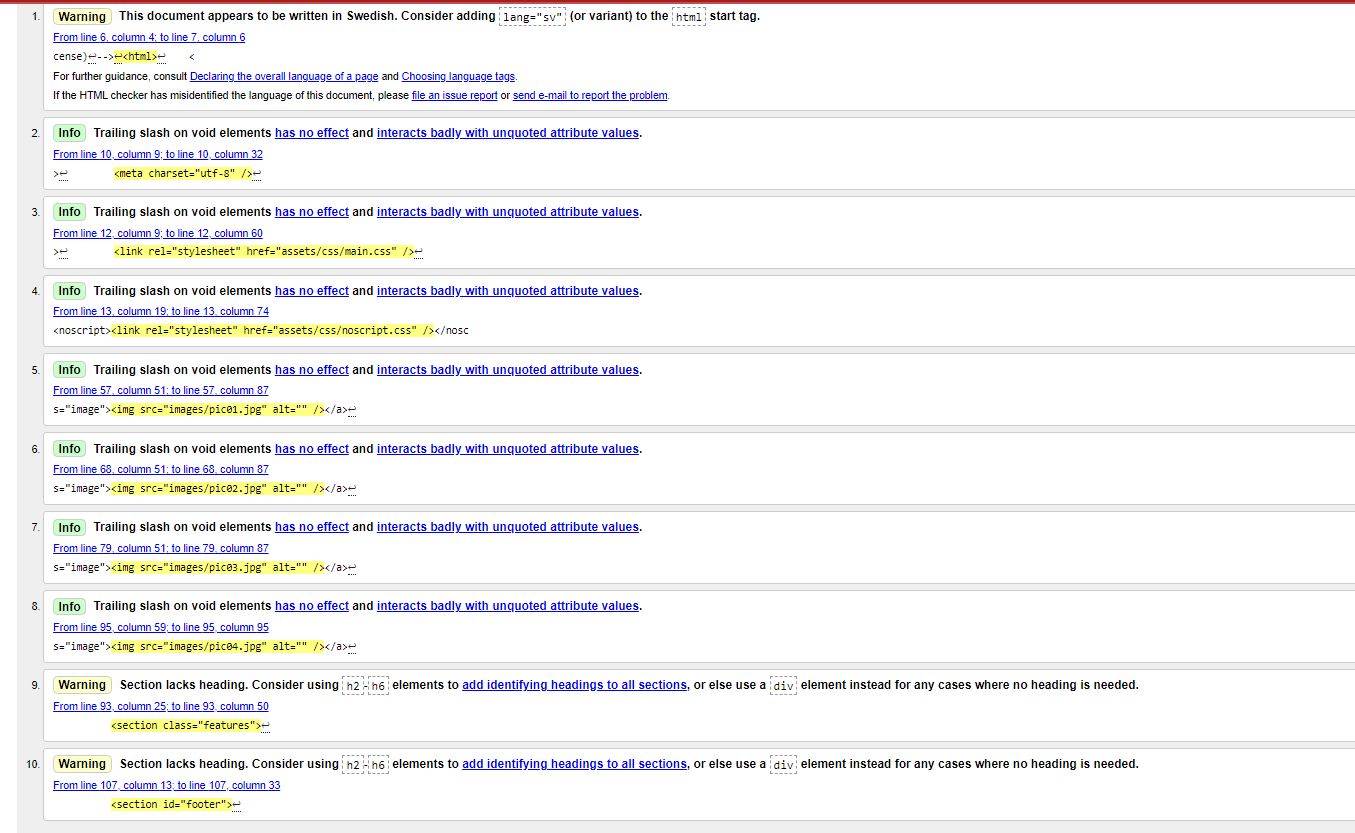 1. Warning This document appears to be written in Swedish. Consider adding lang="sv" (or variant) to the html start tag.
From line 6, column 4; to line 7, column 6
cense)↩-->↩<html>↩    <
For further guidance, consult Declaring the overall language of a page and Choosing language tags.
If the HTML checker has misidentified the language of this document, please file an issue report or send e-mail to report the problem.
2. Info Trailing slash on void elements has no effect and interacts badly with unquoted attribute values.
From line 10, column 9; to line 10, column 32
>↩        <meta charset="utf-8" />↩
3. Info Trailing slash on void elements has no effect and interacts badly with unquoted attribute values.
From line 12, column 9; to line 12, column 60
>↩        <link rel="stylesheet" href="assets/css/main.css" />↩
4. Info Trailing slash on void elements has no effect and interacts badly with unquoted attribute values.
From line 13, column 19; to line 13, column 74
<noscript><link rel="stylesheet" href="assets/css/noscript.css" /></nosc
5. Info Trailing slash on void elements has no effect and interacts badly with unquoted attribute values.
From line 57, column 51; to line 57, column 87
s="image"><img src="images/pic01.jpg" alt="" /></a>↩
6. Info Trailing slash on void elements has no effect and interacts badly with unquoted attribute values.
From line 68, column 51; to line 68, column 87
s="image"><img src="images/pic02.jpg" alt="" /></a>↩
7. Info Trailing slash on void elements has no effect and interacts badly with unquoted attribute values.
From line 79, column 51; to line 79, column 87
s="image"><img src="images/pic03.jpg" alt="" /></a>↩
8. Info Trailing slash on void elements has no effect and interacts badly with unquoted attribute values.
From line 95, column 59; to line 95, column 95
s="image"><img src="images/pic04.jpg" alt="" /></a>↩
9. Warning Section lacks heading. Consider using h2-h6 elements to add identifying headings to all sections, or else use a div element instead for any cases where no heading is needed.
From line 93, column 25; to line 93, column 50
<section class="features">↩
10. Warning Section lacks heading. Consider using h2-h6 elements to add identifying headings to all sections, or else use a div element instead for any cases where no heading is needed.
From line 107, column 13; to line 107, column 33
<section id="footer">↩